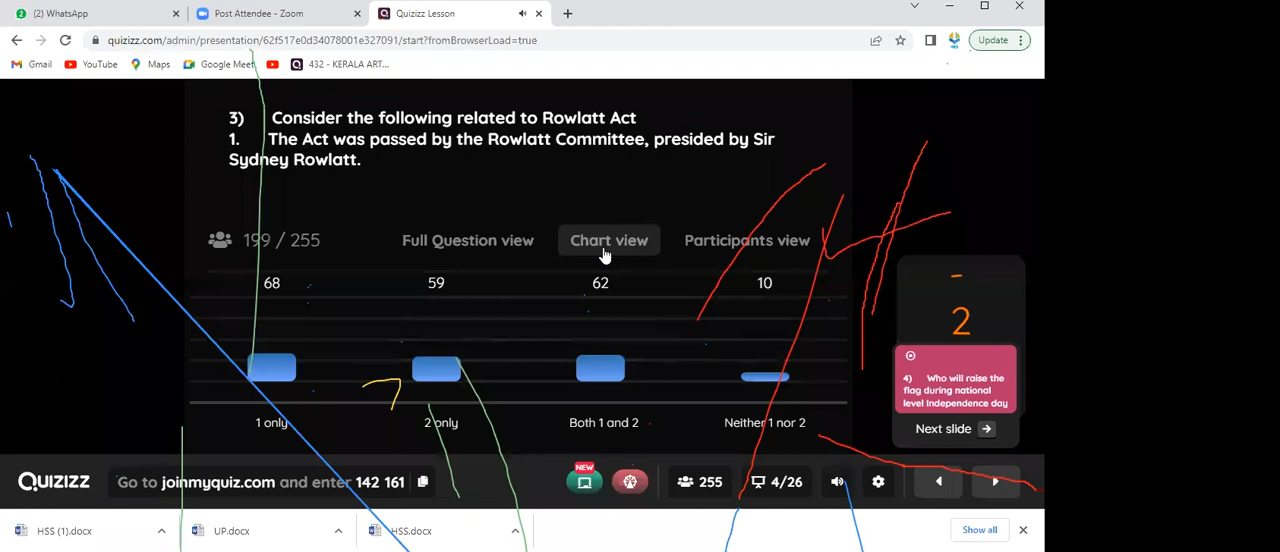 (2) WhatsApp
Post Attendee - Zoom
Quizizz Lesson
quizizz.com/admin/presentation/62f517e0d34078001e327091/start?fromBrowserLoad=true
Update
Gmail
YouTube
Maps
Google Meet
432 - KERALA ART...
3) Consider the following related to Rowlatt Act
1. The Act was passed by the Rowlatt Committee, presided by Sir
Sydney Rowlatt.
199 / 255
Full Question view
Chart view
Participants view
68
59
62
10
1 only
2 only
Both 1 and 2
Neither 1 nor 2
2
4) Who will raise the
flag during national
level Independence day
Next slide
Quizizz
Go to joinmyquiz.com and enter 142 161
NEW
255
4/26
HSS (1).docx
UP.docx
HSS.docx
Show all